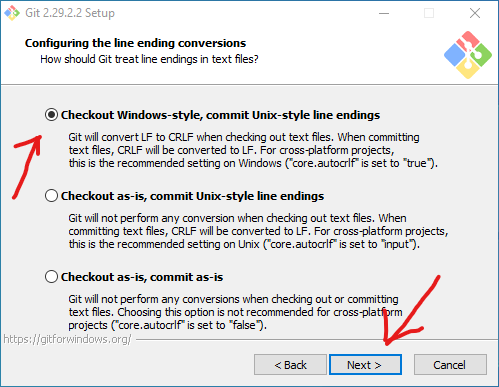 Git 2.29.2.2 Setup
Configuring the line ending conversions
How should Git treat line endings in text files?
Checkout Windows-style, commit Unix-style line endings
Git will convert LF to CRLF when checking out text files. When committing
text files, CRLF will be converted to LF. For cross-platform projects,
this is the recommended setting on Windows ("core.autocrlf" is set to "true").
Checkout as-is, commit Unix-style line endings
Git will not perform any conversion when checking out text files. When
committing text files, CRLF will be converted to LF. For cross-platform projects,
this is the recommended setting on Unix ("core.autocrlf" is set to "input").
Checkout as-is, commit as-is
Git will not perform any conversions when checking out or committing
text files. Choosing this option is not recommended for cross-platform
projects ("core.autocrlf" is set to "false").
https://gitforwindows.org/
< Back
Next >
Cancel